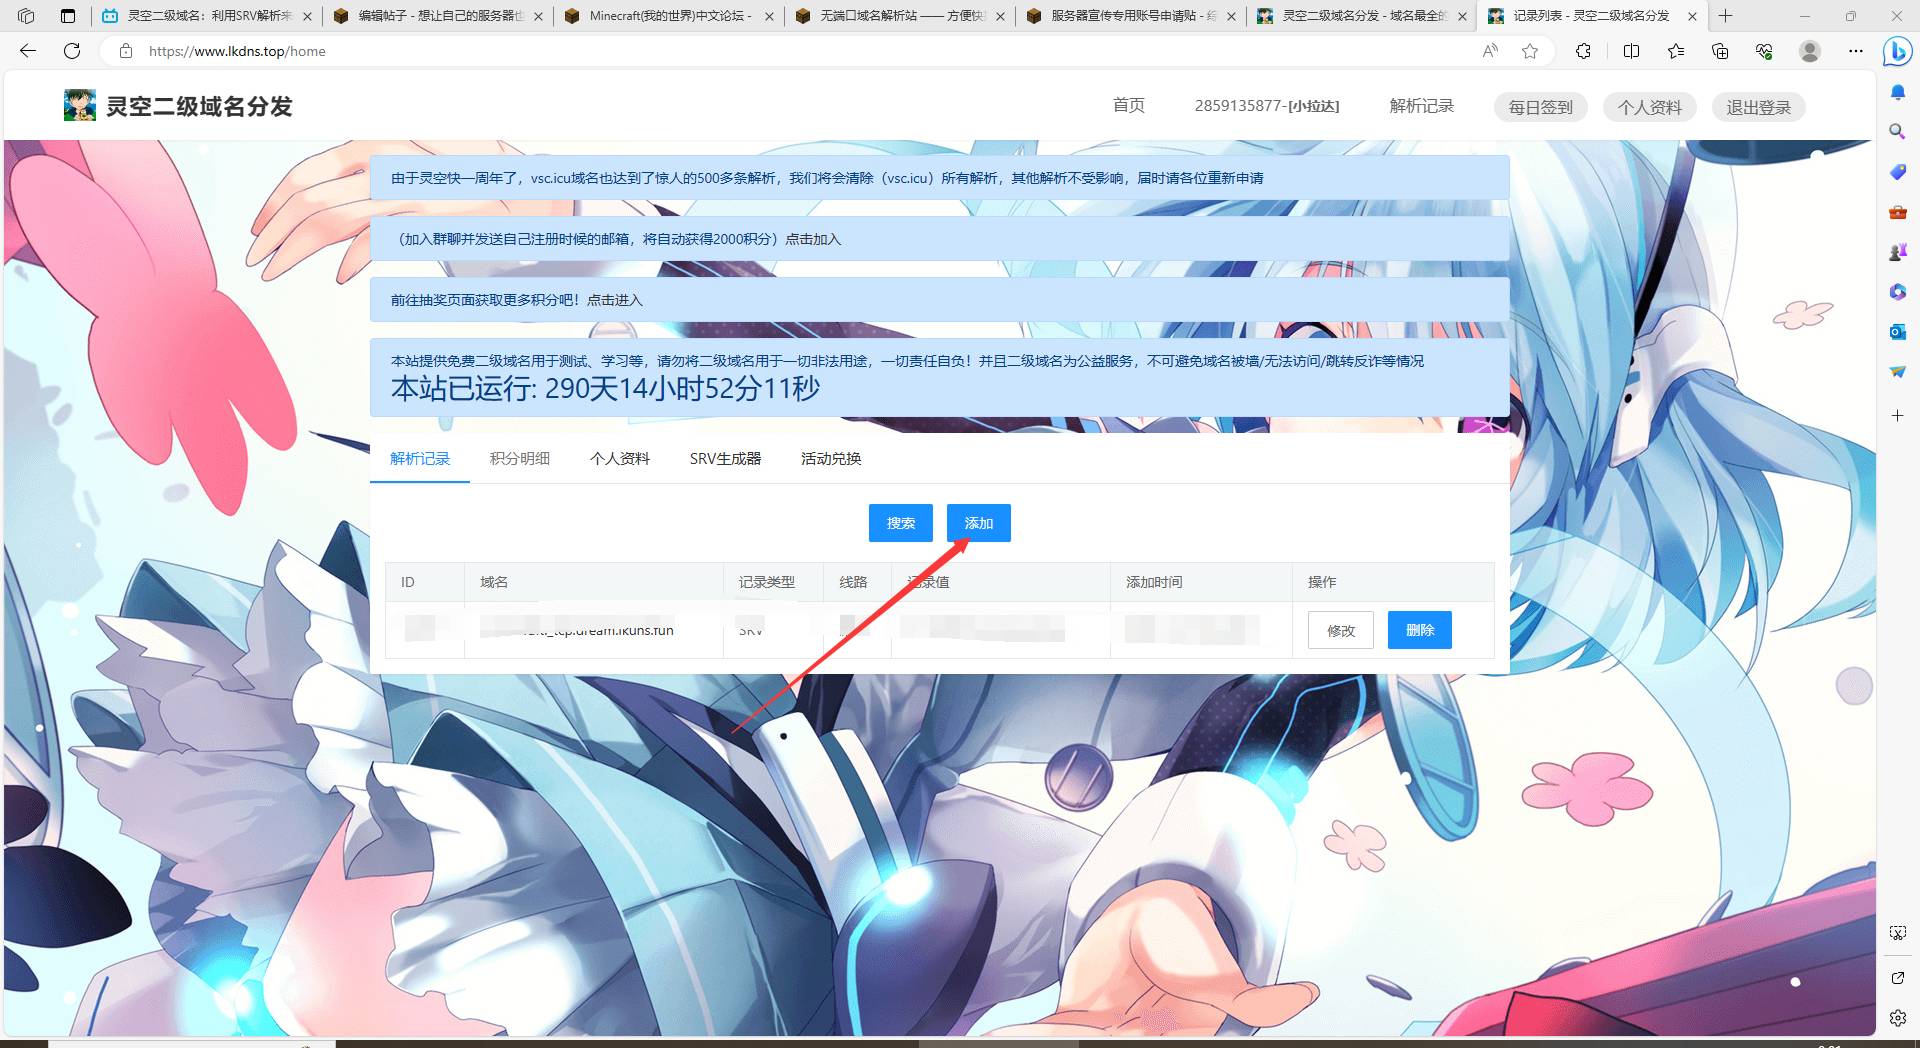 灵空二级域名：利用SRV解析来
编辑帖子 - 想让自己的服务器也
Minecraft(我的世界)中文论坛 -
无端口域名解析站 —— 方便快
服务器宣传专用账号申请贴 - 综
灵空二级域名分发 - 域名最全的
记录列表 - 灵空二级域名分发
https://www.lkdns.top/home
灵空二级域名分发
首页
2859135877-[小拉达]
解析记录
每日签到
个人资料
退出登录
由于灵空快一周年了，vsc.icu域名也达到了惊人的500多条解析，我们将会清除（vsc.icu）所有解析，其他解析不受影响，届时请各位重新申请
（加入群聊并发送自己注册时候的邮箱，将自动获得2000积分）点击加入
前往抽奖页面获取更多积分吧！点击进入
本站提供免费二级域名用于测试、学习等，请勿将二级域名用于一切非法用途，一切责任自负！并且二级域名为公益服务，不可避免域名被墙/无法访问/跳转反诈等情况
本站已运行: 290天14小时52分11秒
解析记录
积分明细
个人资料
SRV生成器
活动兑换
搜索
添加
ID
域名
记录类型
线路
记录值
添加时间
操作
_tcp.dream.lkuns.fun
SRV
修改
删除